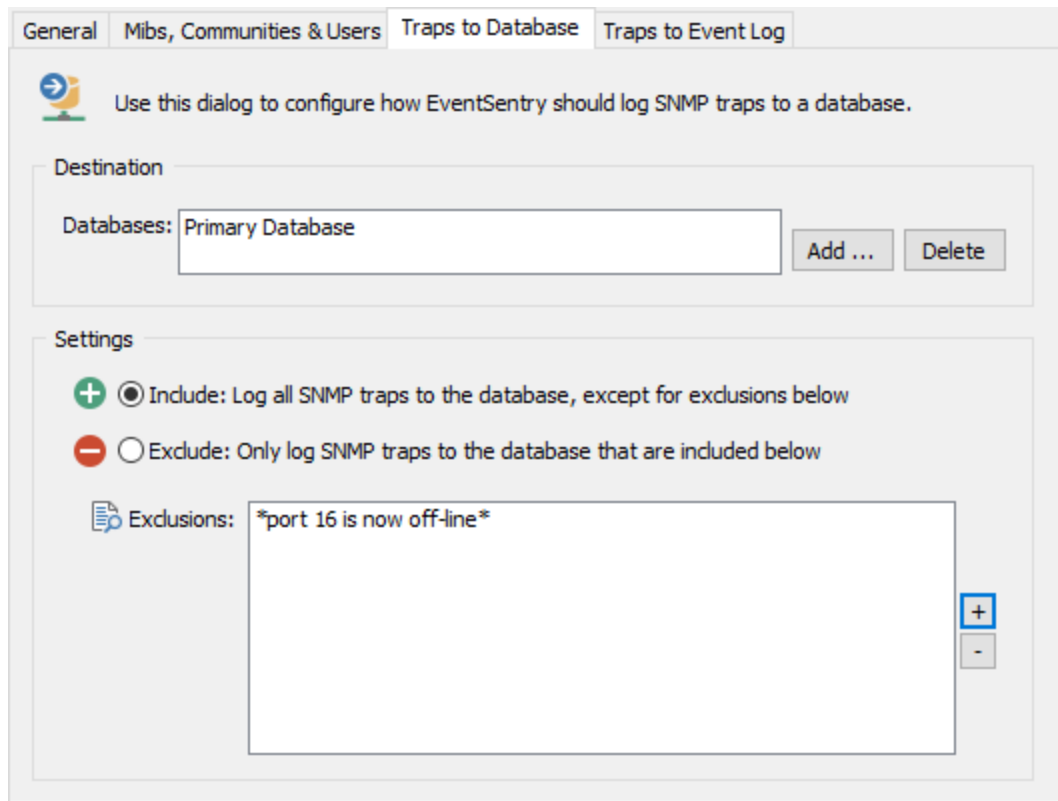 General Mibs, Communities & Users Traps to Database Traps to Event Log
Use this dialog to configure how EventSentry should log SNMP traps to a database.
Destination
Databases: Primary Database
Add ... Delete
Settings
Include: Log all SNMP traps to the database, except for exclusions below
Exclude: Only log SNMP traps to the database that are included below
Exclusions: *port 16 is now off-line*
+
-